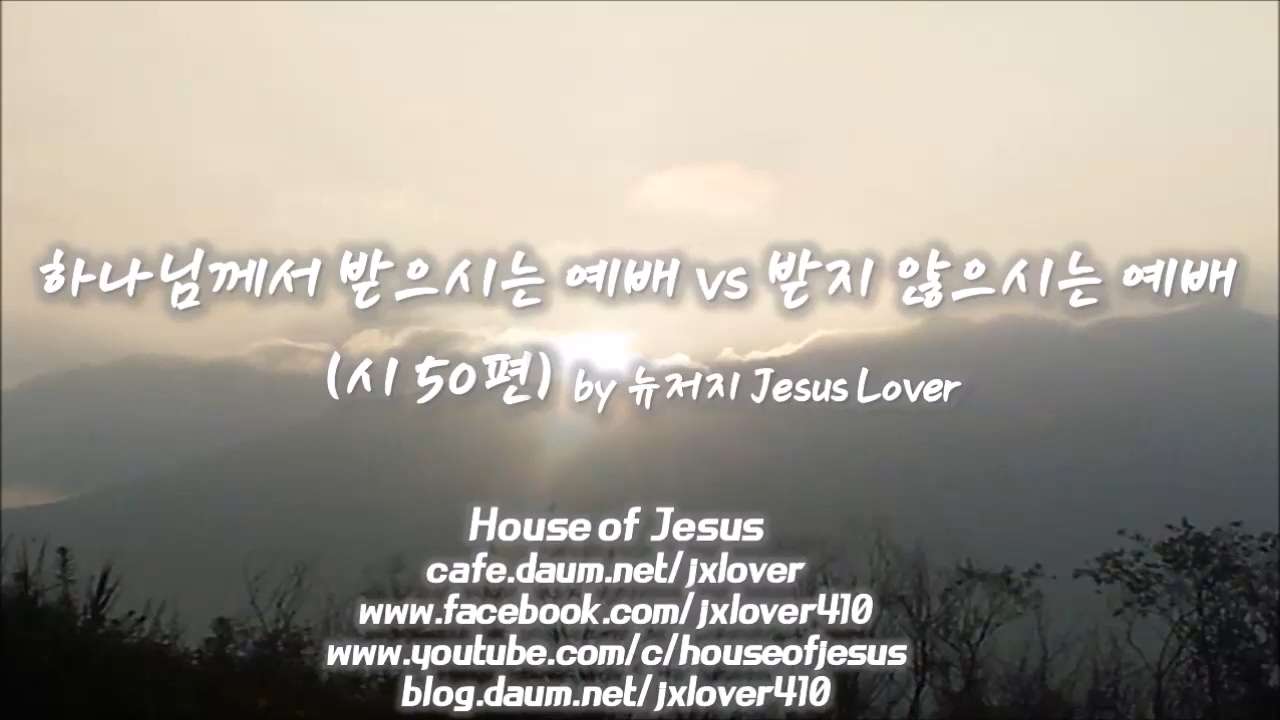 하나님께서 받으시는 예배 vs 받지 않으시는 예배
(시 50편) by 뉴저지 Jesus Lover
House of Jesus
cafe.daum.net/jxlover
www.facebook.com/jxlover410
www.youtube.com/c/houseofjesus
blog.daum.net/jxlover410